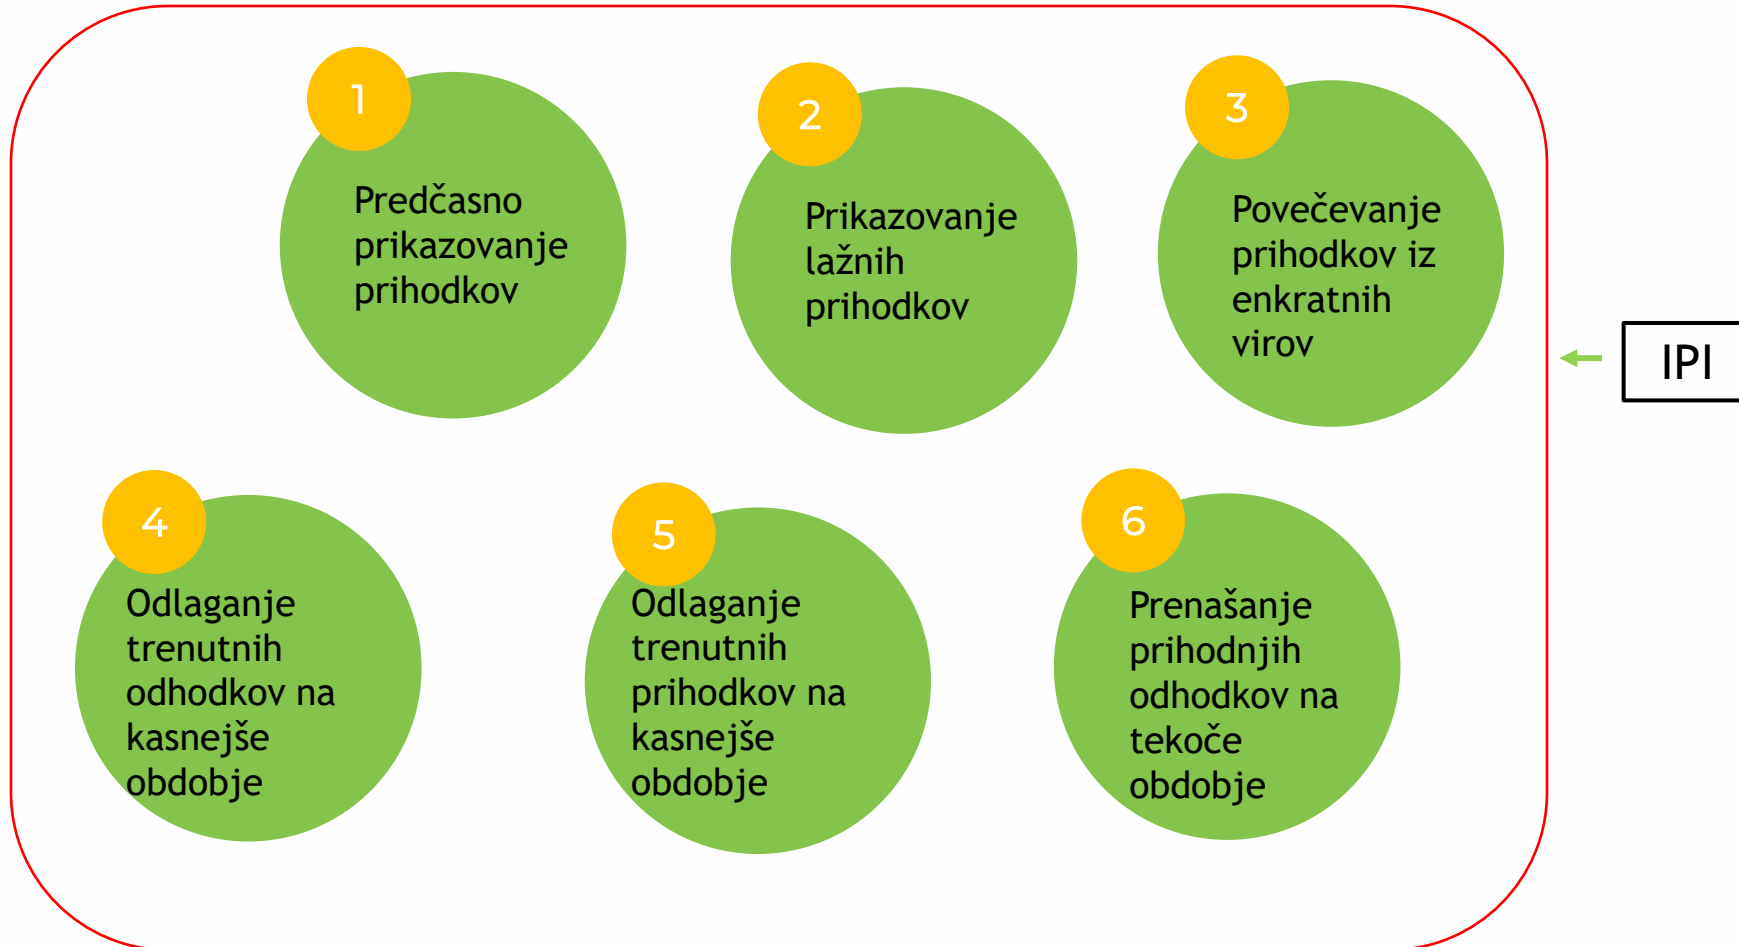 1
Predčasno
prikazovanje
prihodkov
2
Prikazovanje
lažnih
prihodkov
3
Povečevanje
prihodkov iz
enkratnih
virov
IPI
4
Odlaganje
trenutnih
odhodkov na
kasnejše
obdobje
5
Odlaganje
trenutnih
prihodkov na
kasnejše
obdobje
6
Prenašanje
prihodnjih
odhodkov na
tekoče
obdobje